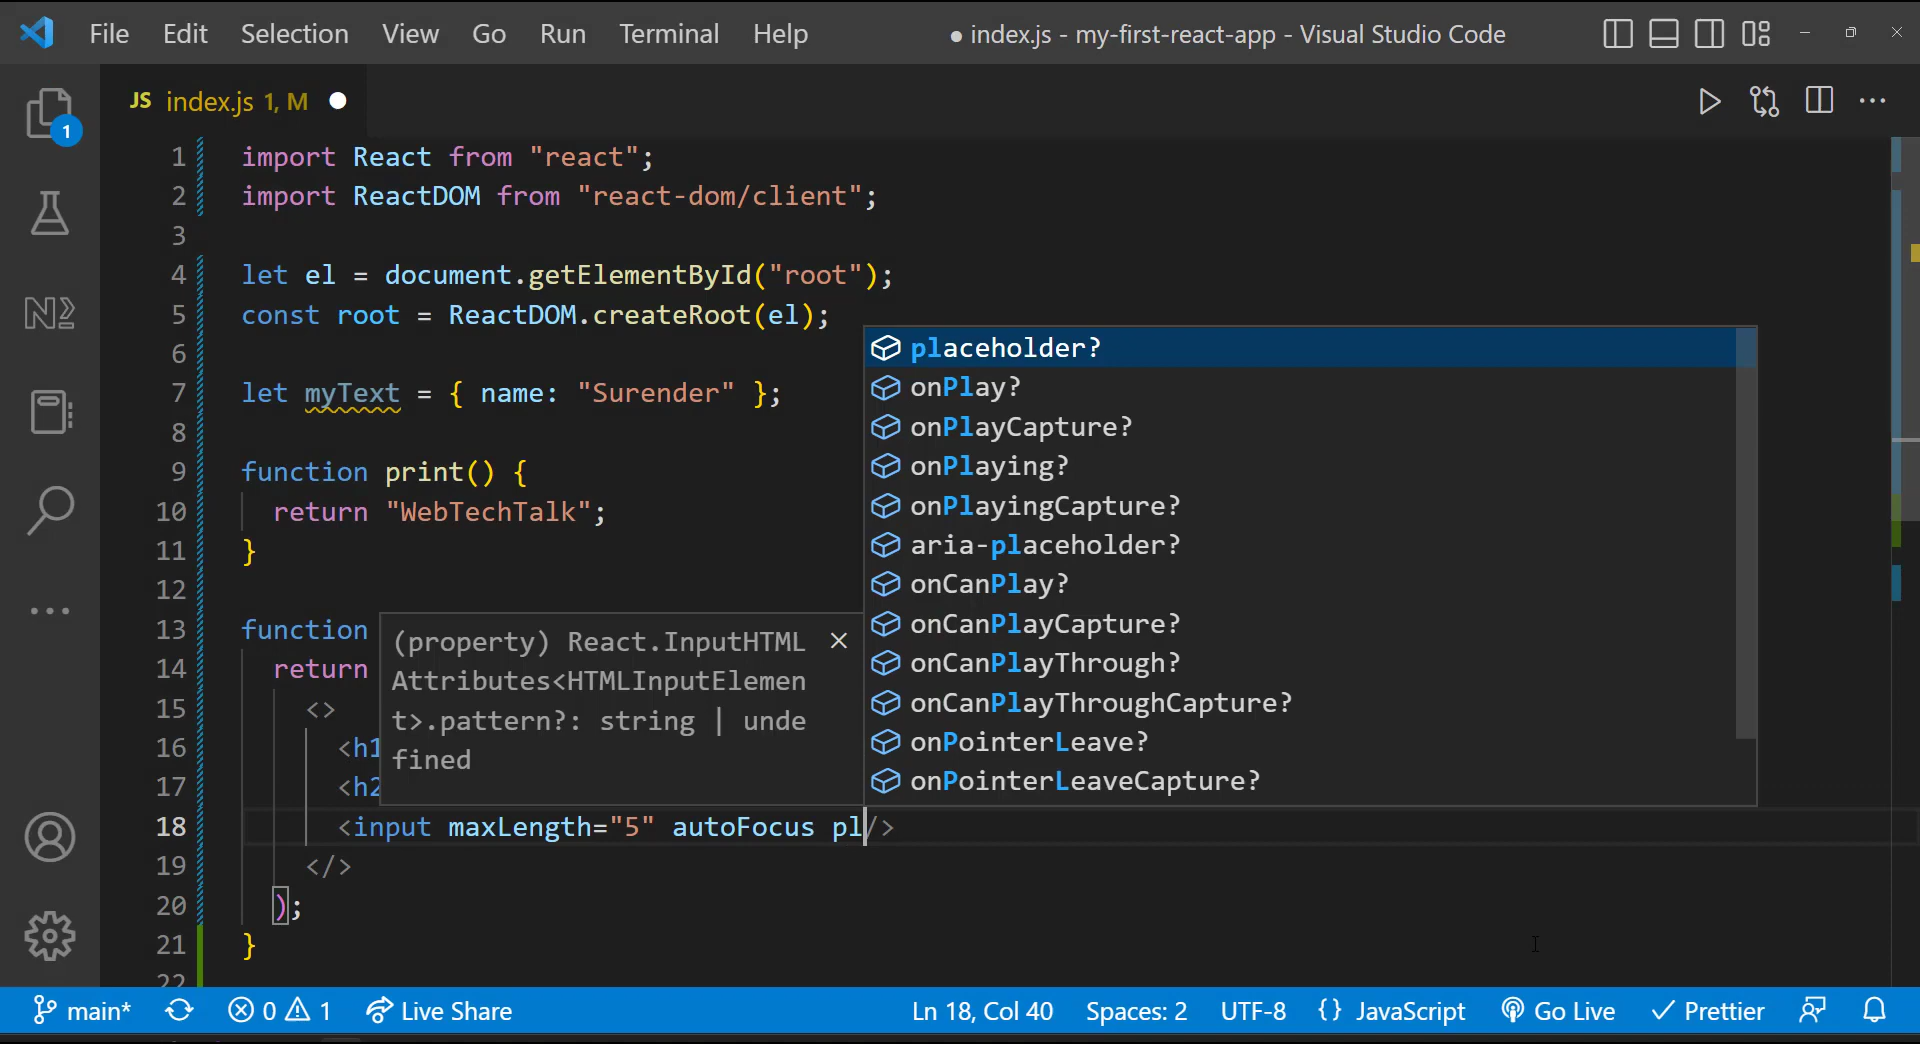 File Edit Selection View Go Run Terminal Help ● index.js - my-first-react-app - Visual Studio Code
JS index.js 1, M
1 import React from "react";
2 import ReactDOM from "react-dom/client";
3
4 let el = document.getElementById("root");
5 const root = ReactDOM.createRoot(el);
6
7 let myText = { name: "Surender" };
8
9 function print() {
10 return "WebTechTalk";
11 }
12
13 function
14 return
15 <>
16 <h1
17 <h2
18 <input maxLength="5" autoFocus pl/>
19 </>
20 );
21 }
22
placeholder?
onPlay?
onPlayCapture?
onPlaying?
onPlayingCapture?
aria-placeholder?
onCanPlay?
onCanPlayCapture?
onCanPlayThrough?
onCanPlayThroughCapture?
onPointerLeave?
onPointerLeaveCapture?
(property) React.InputHTML
Attributes<HTMLInputElemen
t>.pattern?: string | unde
fined
1
main* 0 1 Live Share Ln 18, Col 40 Spaces: 2 UTF-8 {} JavaScript Go Live Prettier